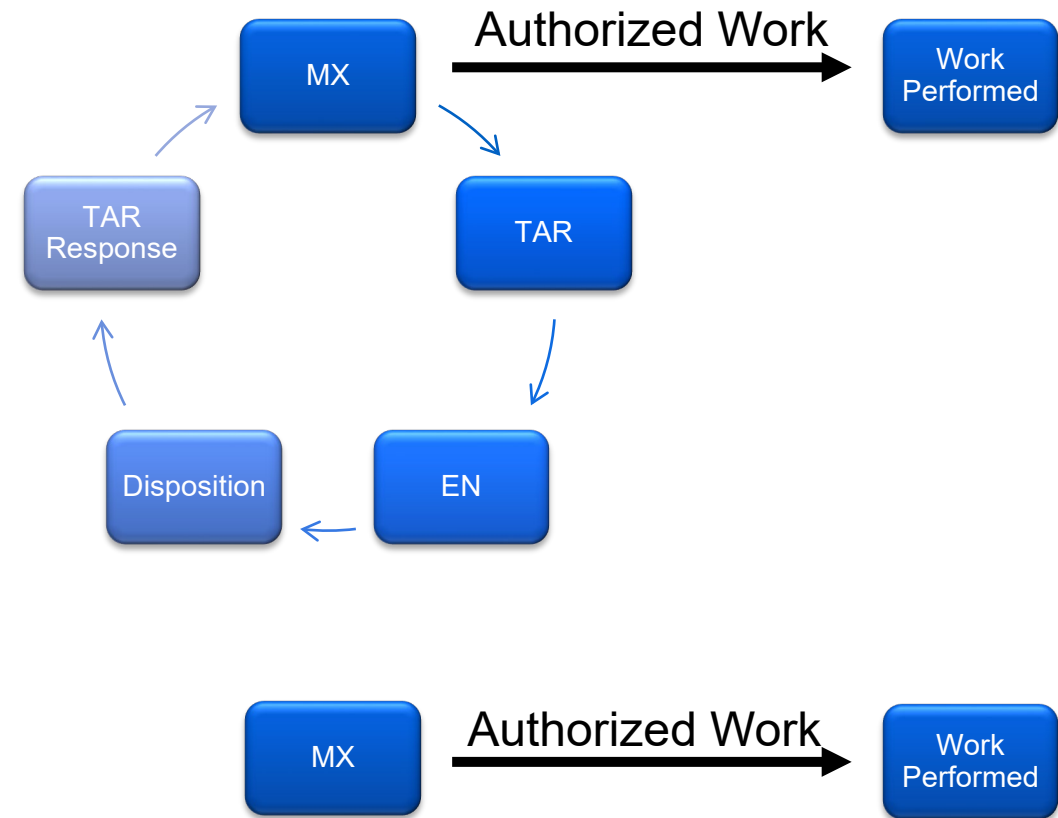 Authorized Work
MX
Work
Performed
TAR
Response
TAR
Disposition
EN
Authorized Work
MX
Work
Performed